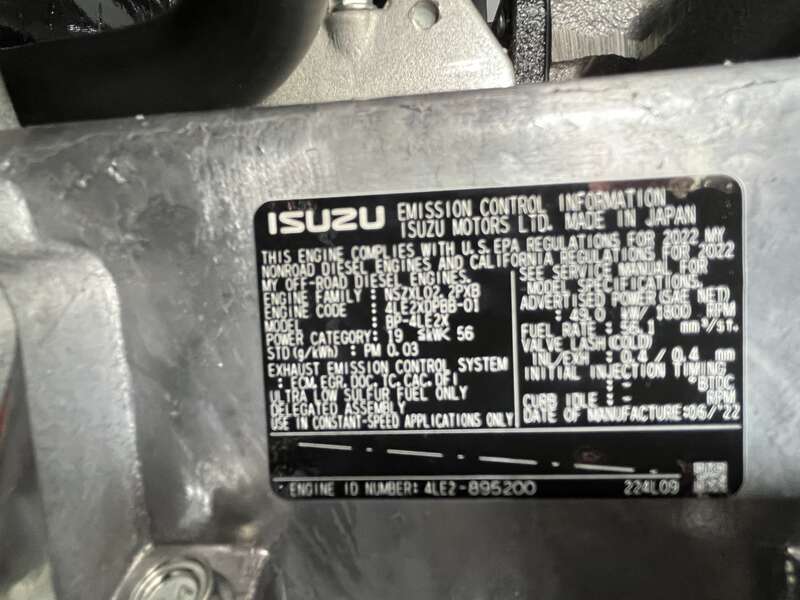 ISUZU EMISSION CONTROL INFORMATION
ISUZU MOTORS LTD. MADE IN JAPAN
THIS ENGINE COMPLIES WITH U.S. EPA REGULATIONS FOR 2022 MY
NONROAD DIESEL ENGINES AND CALIFORNIA REGULATIONS FOR 2022
MY OFF-ROAD DIESEL ENGINES.
ENGINE FAMILY : NSZXL02.2PXB
ENGINE CODE : 4LE2XDPBB-01
MODEL : BP-4LE2X
POWER CATEGORY: 19 ≤kW< 56
STD (g/kWh) : PM 0.03
EXHAUST EMISSION CONTROL SYSTEM
: ECM, EGR, DOC, TC, CAC, DFI
ULTRA LOW SULFUR FUEL ONLY
DELEGATED ASSEMBLY
USE IN CONSTANT-SPEED APPLICATIONS ONLY
SEE SERVICE MANUAL FOR
MODEL SPECIFICATIONS.
ADVERTISED POWER(SAE NET)
: 49.0 kW/ 1800 RPM
FUEL RATE : 56.1 mm³/st.
VALVE LASH(COLD)
INL/EXH : 0.4 / 0.4 mm
INITIAL INJECTION TIMING
: - °BTDC
CURB IDLE : - RPM
DATE OF MANUFACTURE:06/'22
ENGINE ID NUMBER: 4LE2-895200 224L09